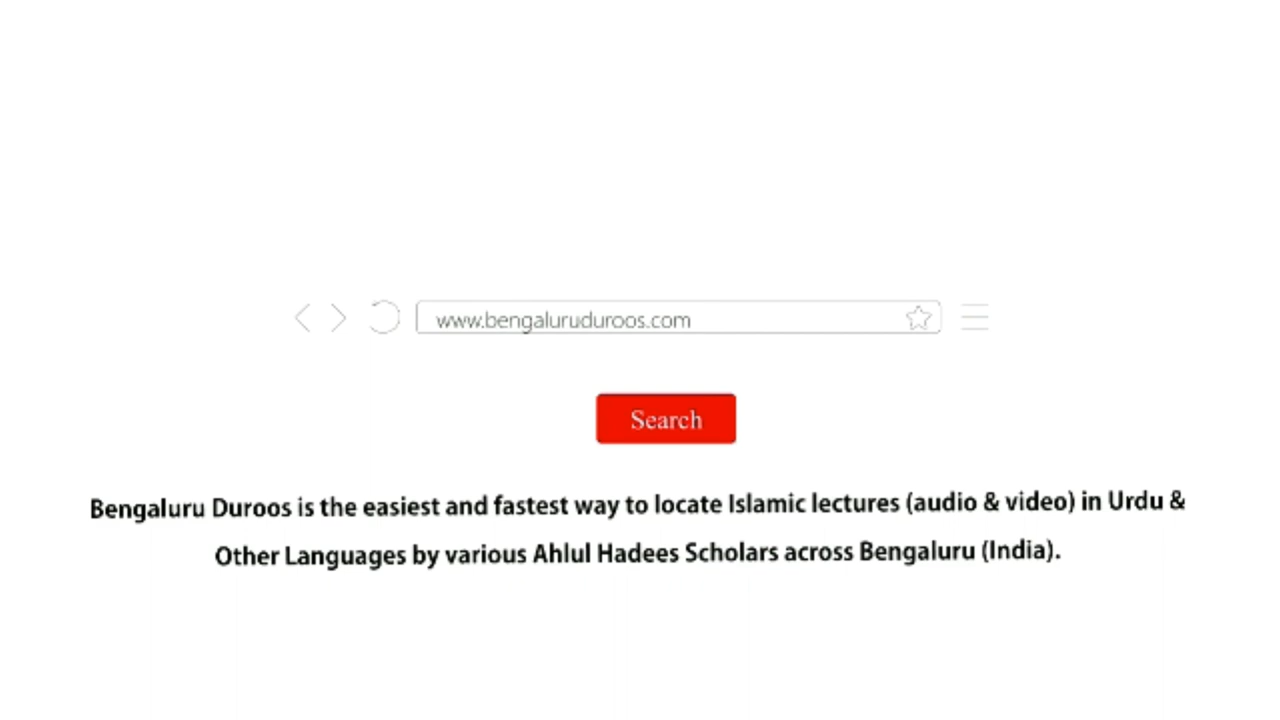 www.bengaluruduroos.com
Search
Bengaluru Duroos is the easiest and fastest way to locate Islamic lectures (audio & video) in Urdu &
Other Languages by various Ahlul Hadees Scholars across Bengaluru (India).